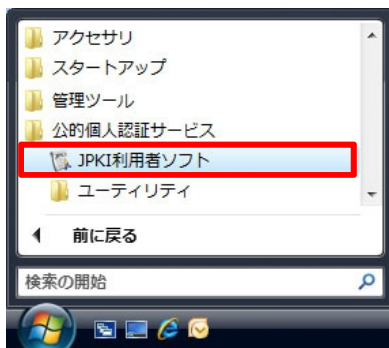 アクセサリ
スタートアップ
管理ツール
公的個人認証サービス
JPKI利用者ソフト
ユーティリティ
前に戻る
検索の開始